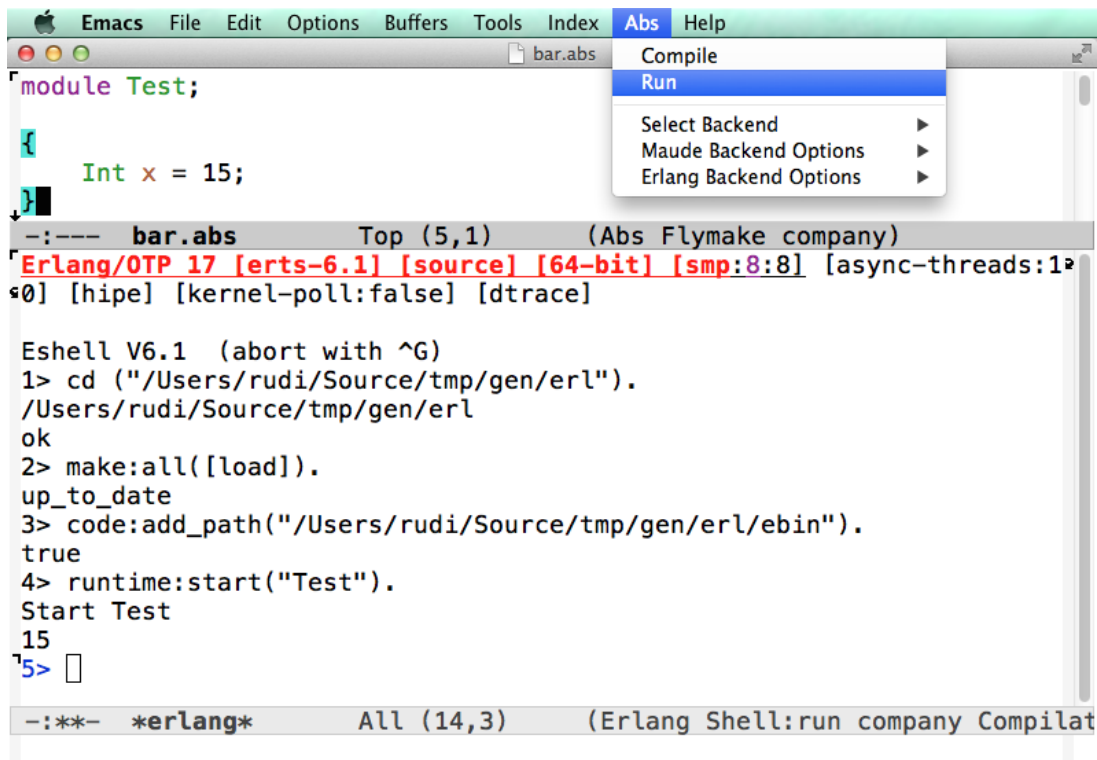 Emacs File Edit Options Buffers Tools Index Abs Help
bar.abs
Compile
Run
Select Backend
Maude Backend Options
Erlang Backend Options
module Test;
{
    Int x = 15;
}
-:--- bar.abs Top (5,1) (Abs Flymake company)
Erlang/OTP 17 [erts-6.1] [source] [64-bit] [smp:8:8] [async-threads:1
0] [hipe] [kernel-poll:false] [dtrace]
Eshell V6.1 (abort with ^G)
1> cd ("/Users/rudi/Source/tmp/gen/erl").
/Users/rudi/Source/tmp/gen/erl
ok
2> make:all([load]).
up_to_date
3> code:add_path("/Users/rudi/Source/tmp/gen/erl/ebin").
true
4> runtime:start("Test").
Start Test
15
5>
-:**- *erlang* All (14,3) (Erlang Shell:run company Compilat